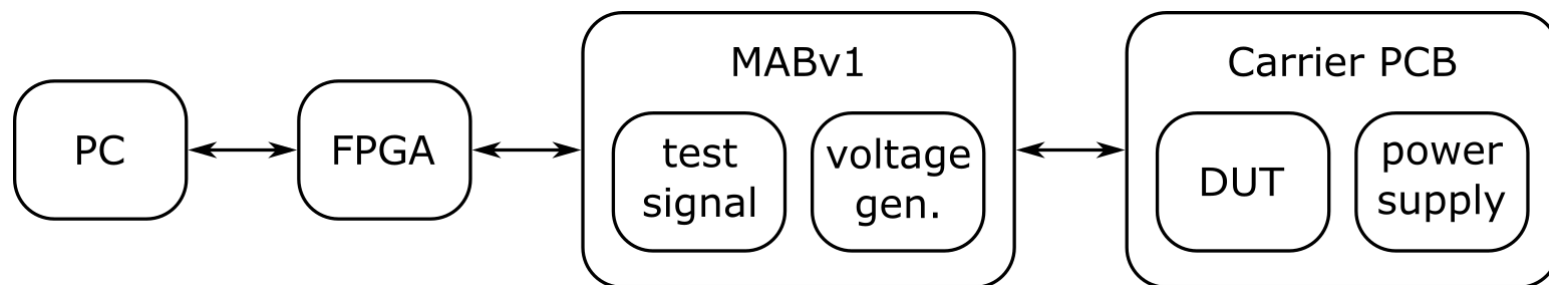 PC
FPGA
MABv1
test
signal
voltage
gen.
Carrier PCB
DUT
power
supply